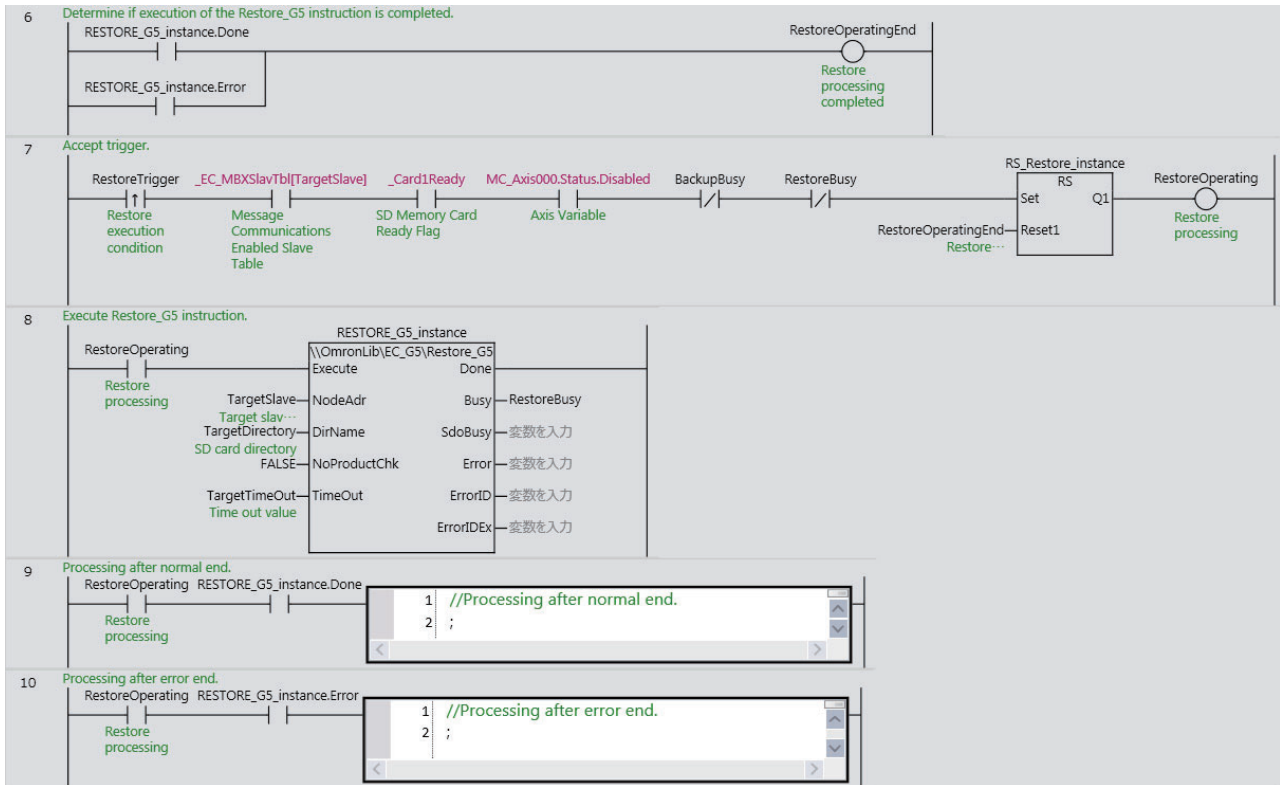 6
Determine if execution of the Restore_G5 instruction is completed.
RESTORE_G5_instance.Done
RestoreOperatingEnd
Restore
processing
completed
RESTORE_G5_instance.Error
7
Accept trigger.
RestoreTrigger
Restore
execution
condition
_EC_MBXSlavTbl[TargetSlave]
Message
Communications
Enabled Slave
Table
_Card1Ready
SD Memory Card
Ready Flag
MC_Axis000.Status.Disabled
Axis Variable
BackupBusy
RestoreBusy
RS_Restore_instance
RS
Set
Q1
RestoreOperatingEnd
Restore…
Reset1
RestoreOperating
Restore
processing
8
Execute Restore_G5 instruction.
RESTORE_G5_instance
\\OmronLib\EC_G5\Restore_G5
RestoreOperating
Restore
processing
Execute
Done
TargetSlave
Target slav…
NodeAdr
Busy
RestoreBusy
TargetDirectory
SD card directory
DirName
SdoBusy
変数を入力
FALSE
NoProductChk
Error
変数を入力
TargetTimeOut
Time out value
TimeOut
ErrorID
変数を入力
ErrorIDEx
変数を入力
9
Processing after normal end.
RestoreOperating
Restore
processing
RESTORE_G5_instance.Done
1 //Processing after normal end.
2 ;
10
Processing after error end.
RestoreOperating
Restore
processing
RESTORE_G5_instance.Error
1 //Processing after error end.
2 ;